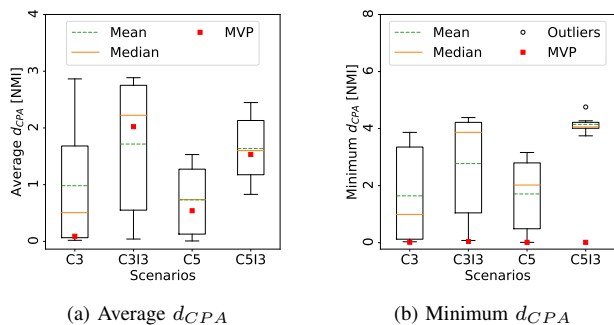 Mean
Median
MVP
Average d_CPA [NMI]
4
3
2
1
0
C3 C3I3 C5 C5I3
Scenarios
(a) Average d_CPA
Mean
Median
Outliers
MVP
Minimum d_CPA [NMI]
8
6
4
2
0
C3 C3I3 C5 C5I3
Scenarios
(b) Minimum d_CPA